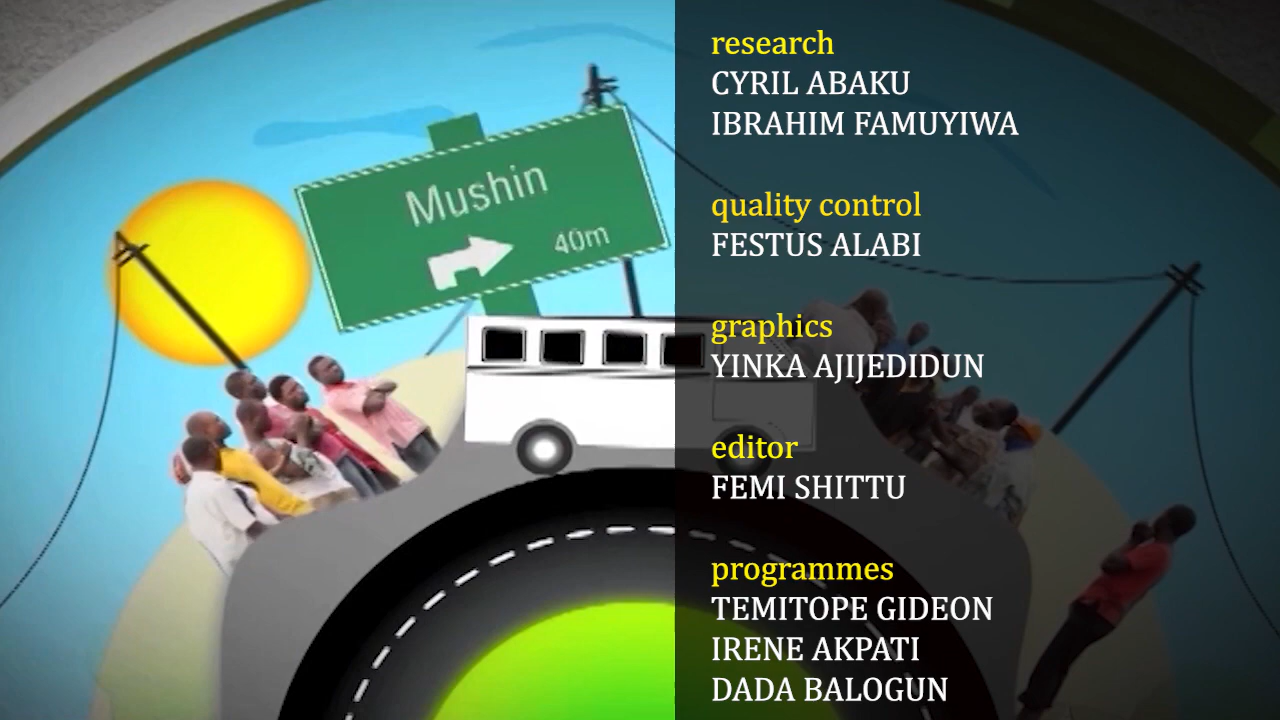 Mushin
40m
research
CYRIL ABAKU
IBRAHIM FAMUYIWA
quality control
FESTUS ALABI
graphics
YINKA AJIJEDIDUN
editor
FEMI SHITTU
programmes
TEMITOPE GIDEON
IRENE AKPATI
DADA BALOGUN